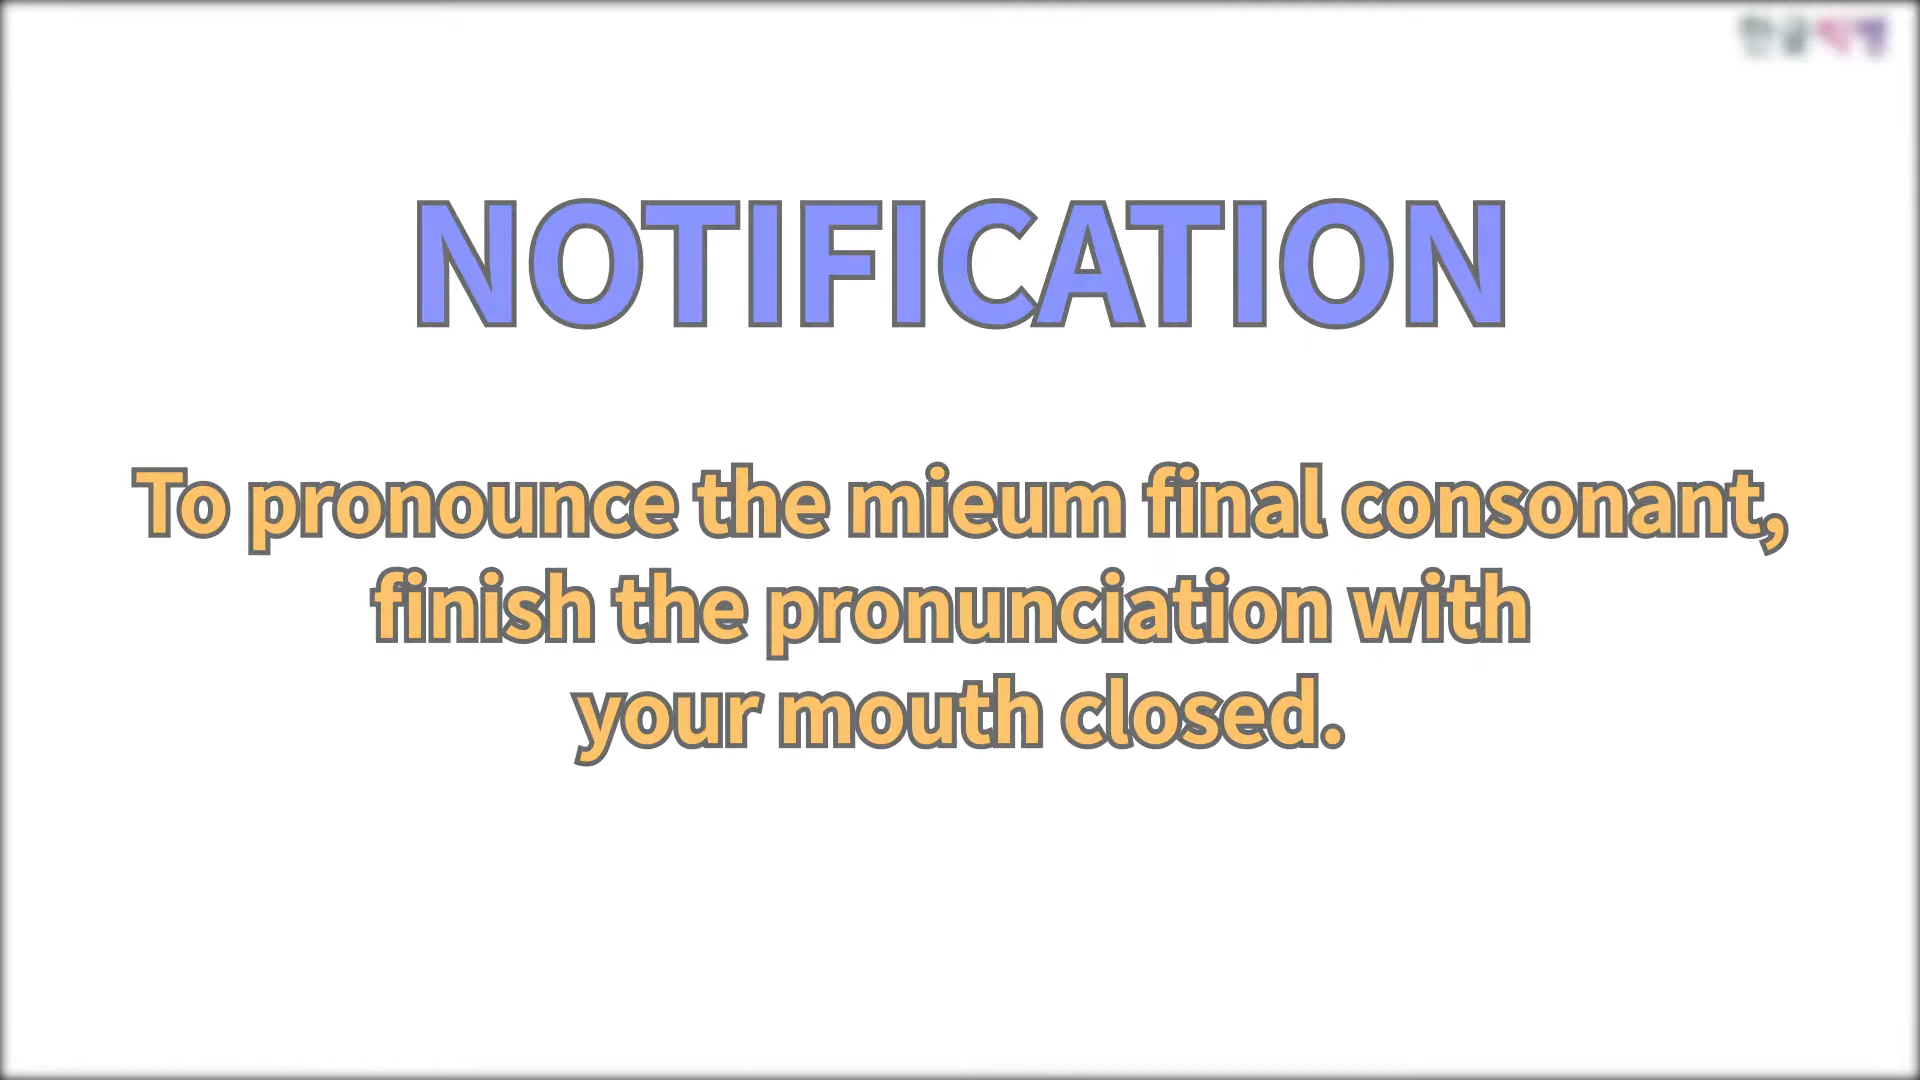 NOTIFICATION
To pronounce the mieum final consonant,
finish the pronunciation with
your mouth closed.